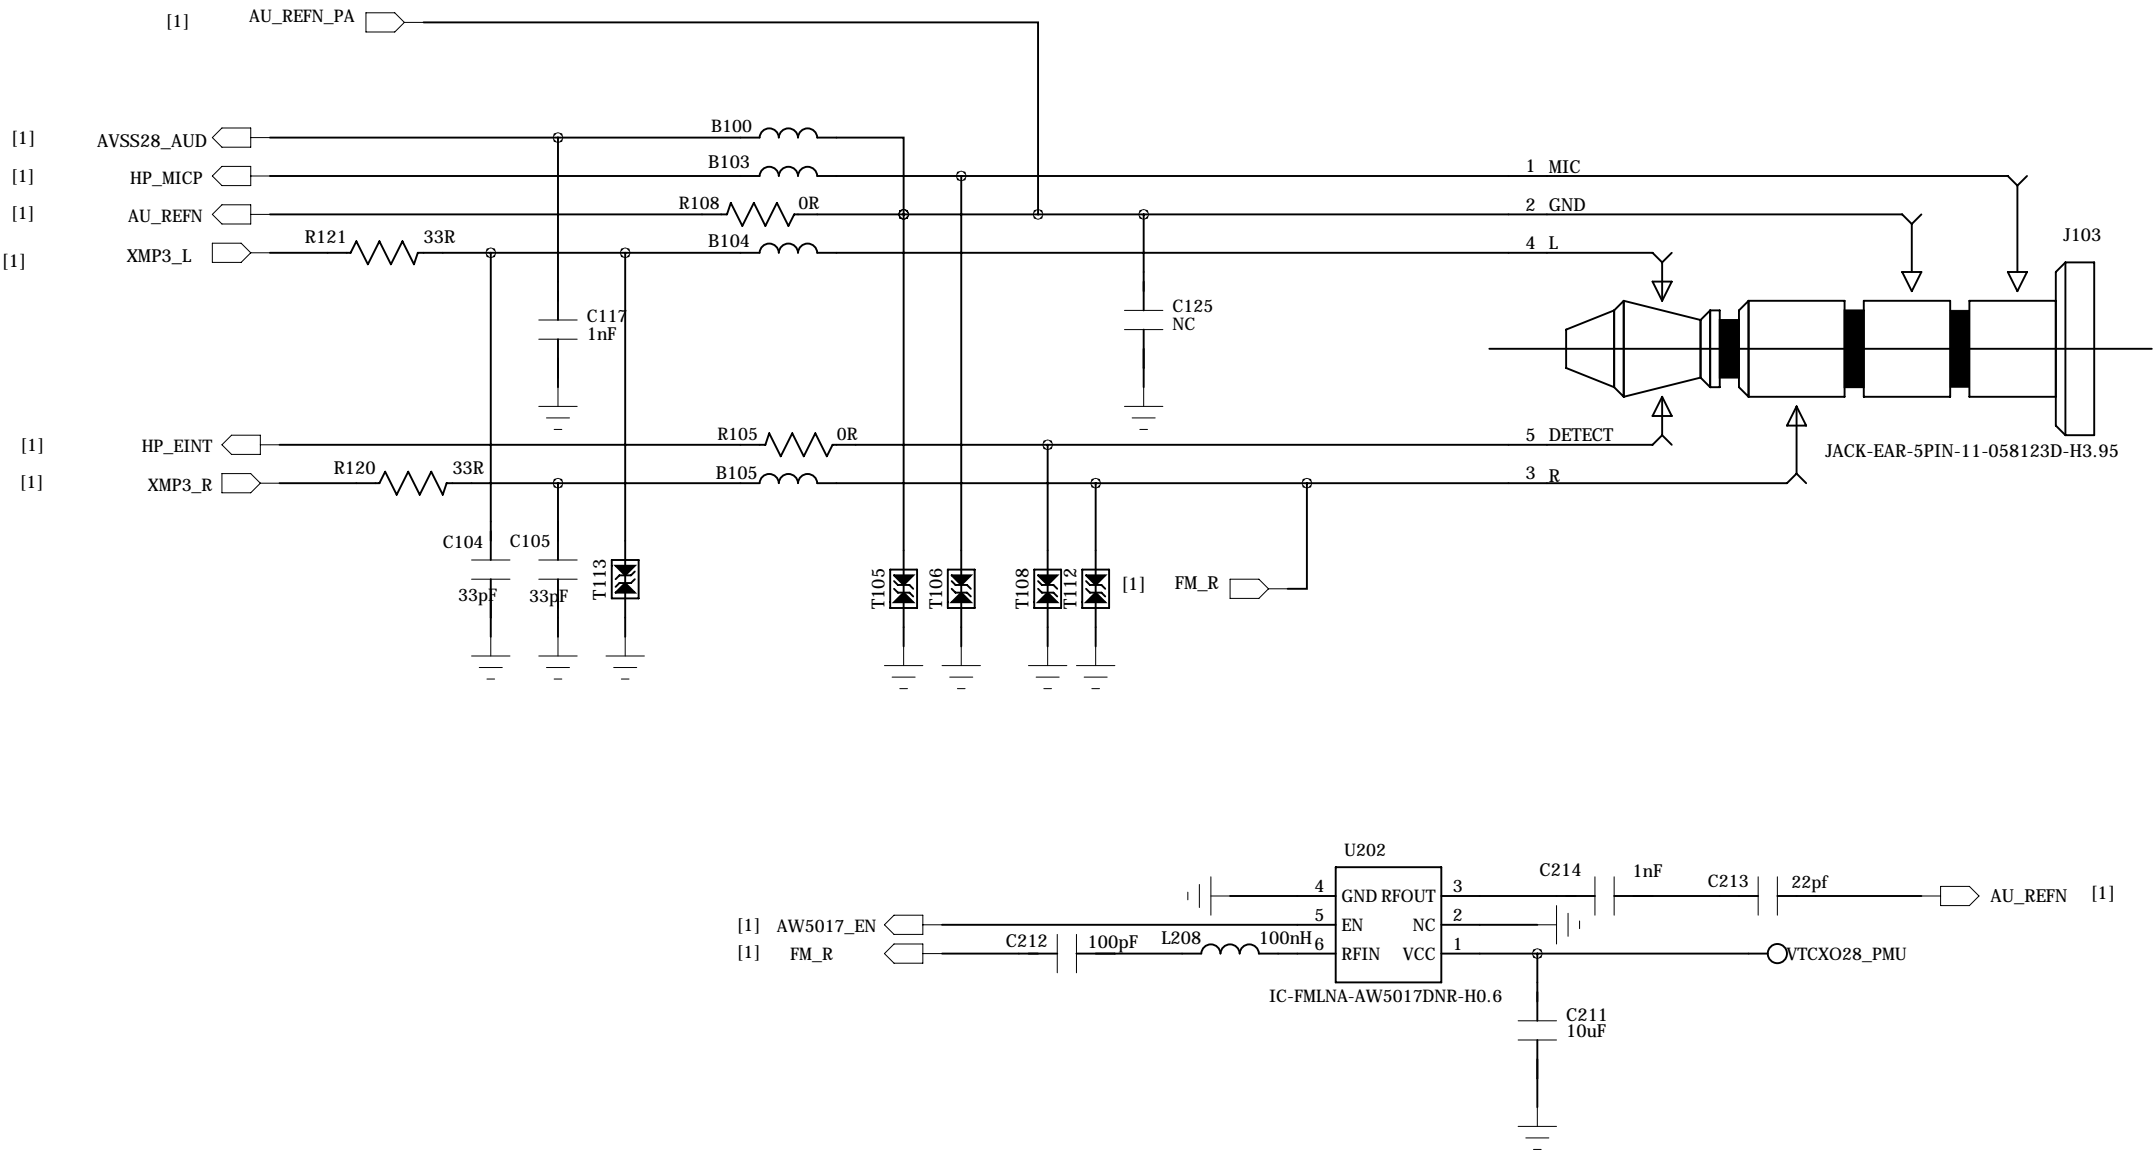 [1] AU_REFN_PA
[1] AVSS28_AUD B100
[1] HP_MICP B103 1 MIC
[1] AU_REFN R108 0R 2 GND
[1] XMP3_L R121 33R B104 4 L
J103
C117
1nF
C125
NC
[1] HP_EINT R105 0R 5 DETECT
JACK-EAR-5PIN-11-058123D-H3.95
[1] XMP3_R R120 33R B105 3 R
C104 C105
33pF 33pF
T113
T105
T106
T108
T112
[1] FM_R
U202
4 GND RFOUT 3 C214 1nF C213 22pf AU_REFN [1]
[1] AW5017_EN 5 EN NC 2
[1] FM_R C212 100pF L208 100nH 6 RFIN VCC 1 VTCXO28_PMU
IC-FMLNA-AW5017DNR-H0.6
C211
10uF